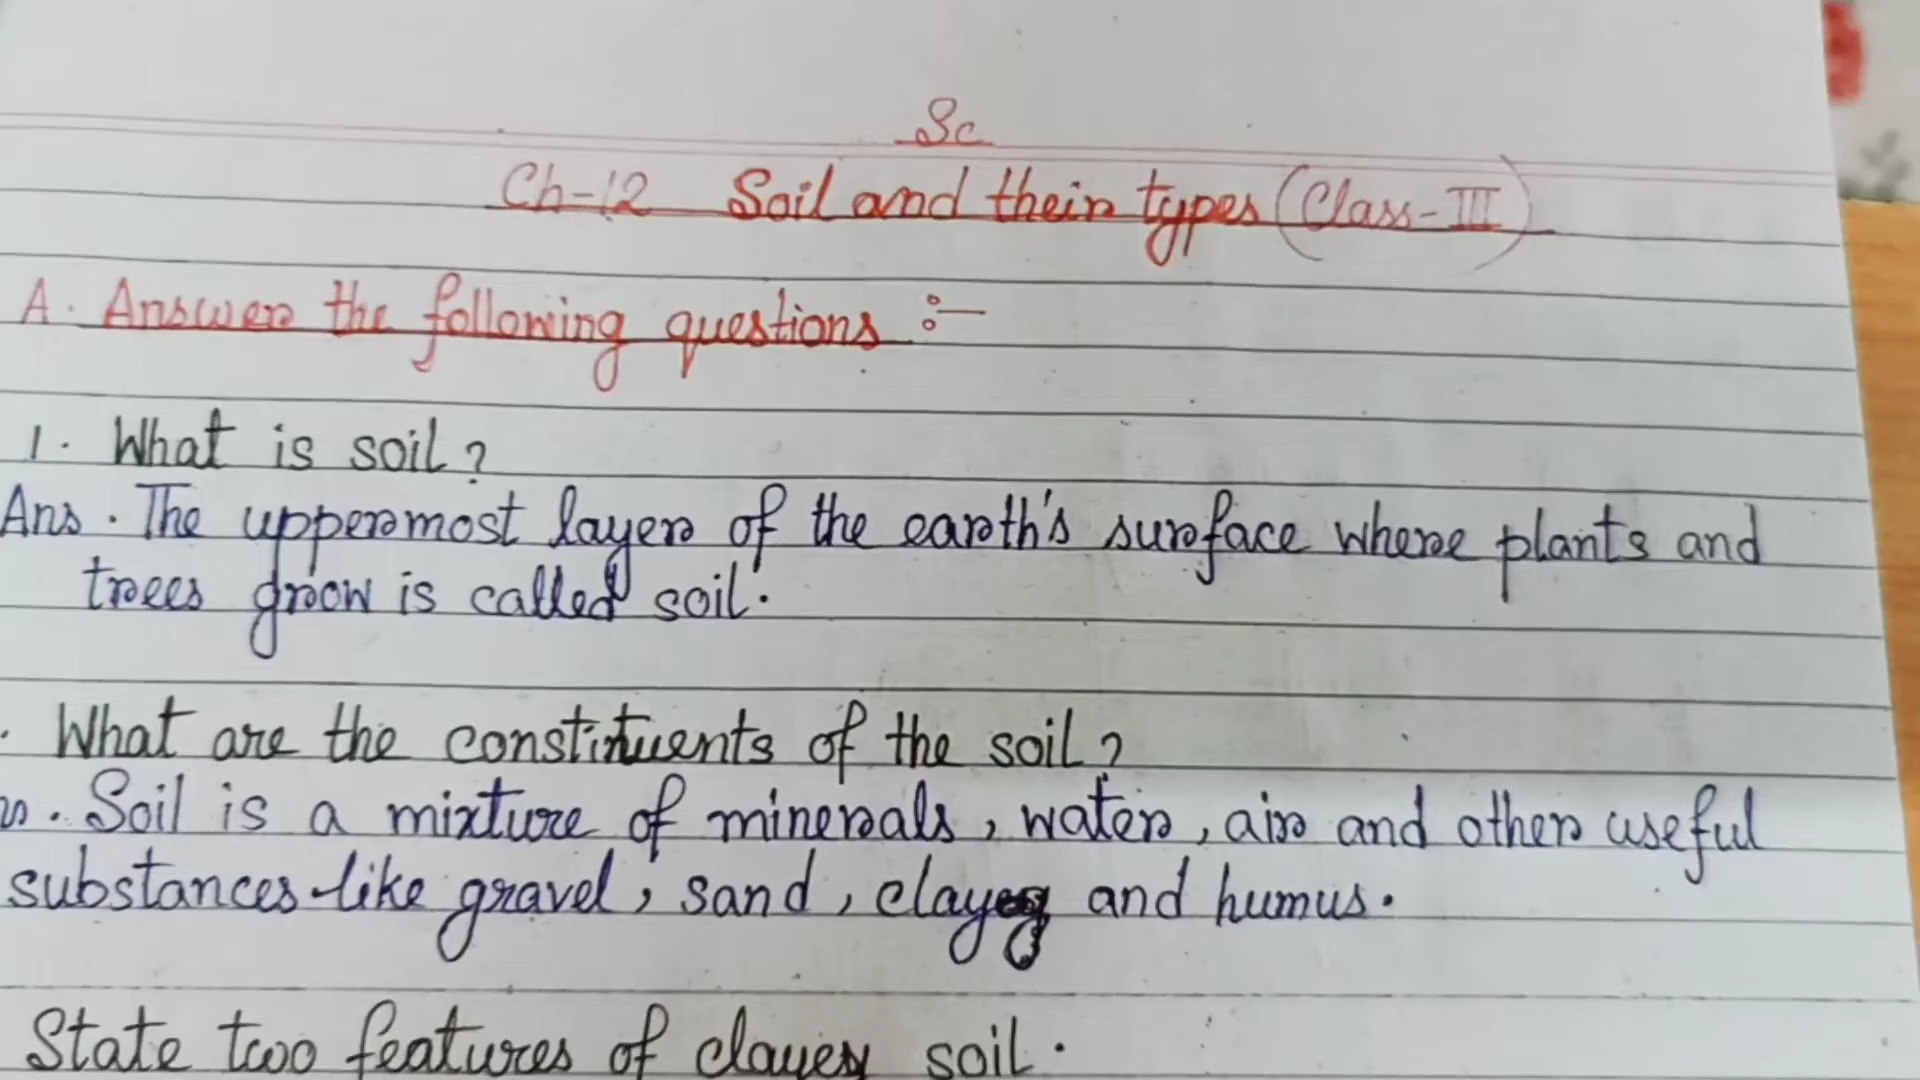 Sc
Ch-12 Soil and their types (Class-III)
A. Answer the following questions :-
1. What is soil?
Ans. The uppermost layer of the earth's surface where plants and
trees grow is called soil.
. What are the constituents of the soil?
s. Soil is a mixture of minerals, water, air and other useful
substances like gravel, sand, clayey and humus.
State two features of clayey soil.